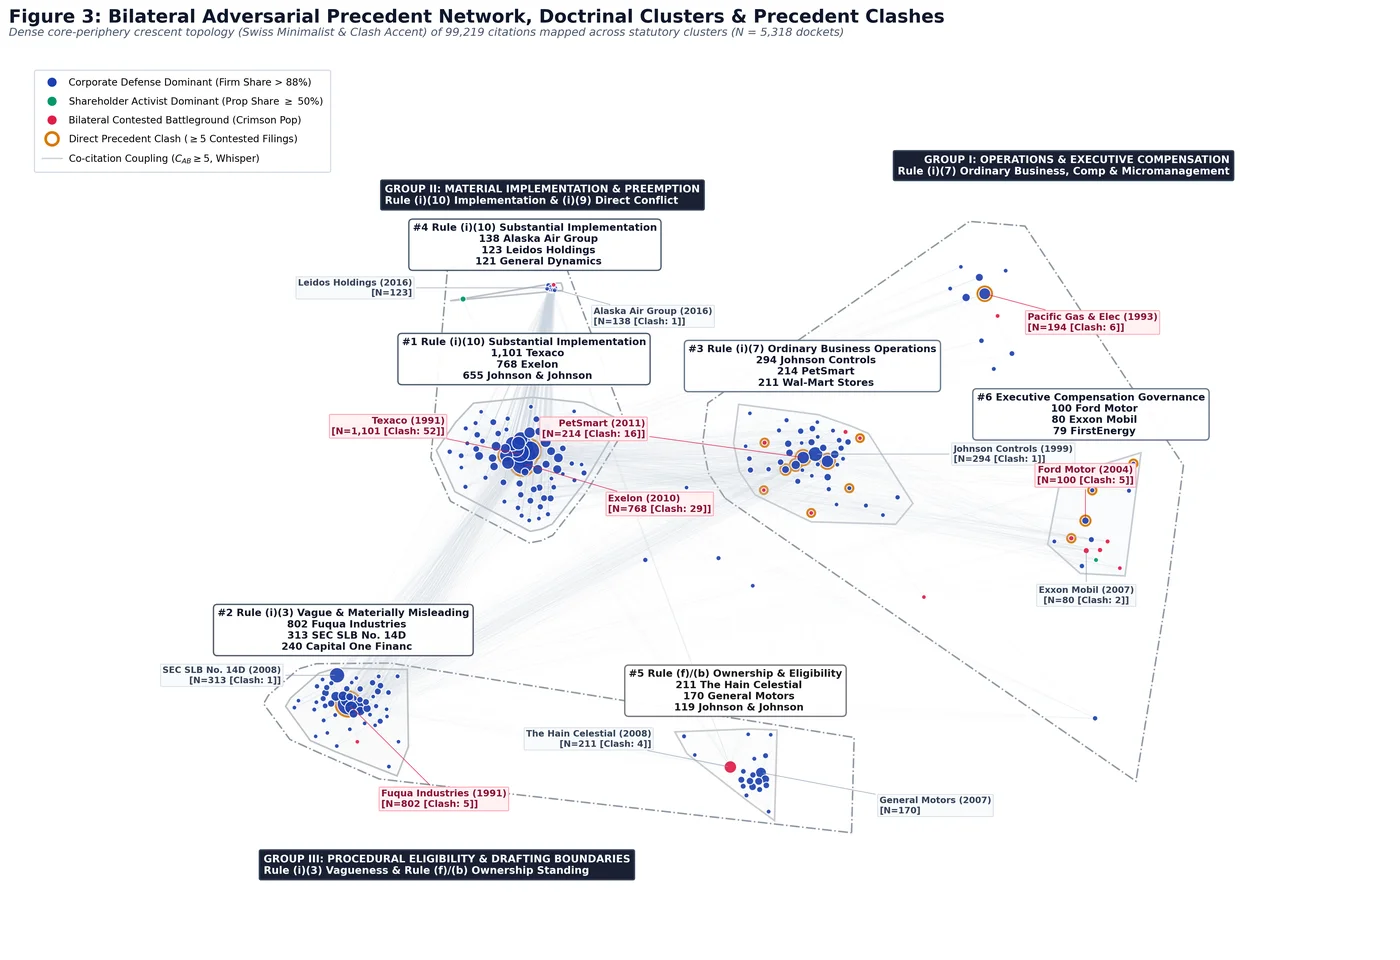 Figure 3: Bilateral Adversarial Precedent Network, Doctrinal Clusters & Precedent Clashes
Dense core-periphery crescent topology (Swiss Minimalist & Clash Accent) of 99,219 citations mapped across statutory clusters (N = 5,318 dockets)
Corporate Defense Dominant (Firm Share > 88%)
Shareholder Activist Dominant (Prop Share ≥ 50%)
Bilateral Contested Battleground (Crimson Pop)
Direct Precedent Clash (≥5 Contested Filings)
Co-citation Coupling (C_AB ≥ 5, Whisper)
GROUP I: OPERATIONS & EXECUTIVE COMPENSATION
Rule (i)(7) Ordinary Business, Comp & Micromanagement
GROUP II: MATERIAL IMPLEMENTATION & PREEMPTION
Rule (i)(10) Implementation & (i)(9) Direct Conflict
#4 Rule (i)(10) Substantial Implementation
138 Alaska Air Group
123 Leidos Holdings
121 General Dynamics
Leidos Holdings (2016)
[N=123]
Alaska Air Group (2016)
[N=138 [Clash: 1]]
Pacific Gas & Elec (1993)
[N=194 [Clash: 6]]
#1 Rule (i)(10) Substantial Implementation
1,101 Texaco
768 Exelon
655 Johnson & Johnson
#3 Rule (i)(7) Ordinary Business Operations
294 Johnson Controls
214 PetSmart
211 Wal-Mart Stores
#6 Executive Compensation Governance
100 Ford Motor
80 Exxon Mobil
79 FirstEnergy
Texaco (1991)
[N=1,101 [Clash: 52]]
PetSmart (2011)
[N=214 [Clash: 16]]
Johnson Controls (1999)
[N=294 [Clash: 1]]
Ford Motor (2004)
[N=100 [Clash: 5]]
Exelon (2010)
[N=768 [Clash: 29]]
Exxon Mobil (2007)
[N=80 [Clash: 2]]
#2 Rule (i)(3) Vague & Materially Misleading
802 Fuqua Industries
313 SEC SLB No. 14D
240 Capital One Financ
SEC SLB No. 14D (2008)
[N=313 [Clash: 1]]
#5 Rule (f)/(b) Ownership & Eligibility
211 The Hain Celestial
170 General Motors
119 Johnson & Johnson
The Hain Celestial (2008)
[N=211 [Clash: 4]]
Fuqua Industries (1991)
[N=802 [Clash: 5]]
General Motors (2007)
[N=170]
GROUP III: PROCEDURAL ELIGIBILITY & DRAFTING BOUNDARIES
Rule (i)(3) Vagueness & Rule (f)/(b) Ownership Standing